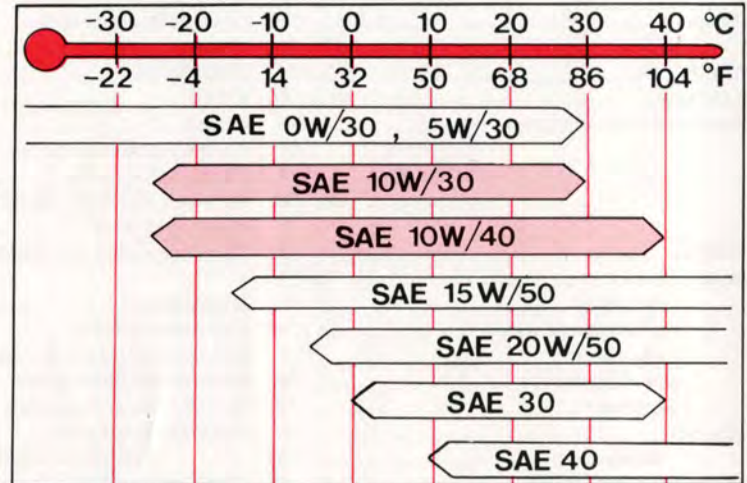 -30 -20 -10 0 10 20 30 40 °C
-22 -4 14 32 50 68 86 104 °F
SAE 0W/30 , 5W/30
SAE 10W/30
SAE 10W/40
SAE 15W/50
SAE 20W/50
SAE 30
SAE 40